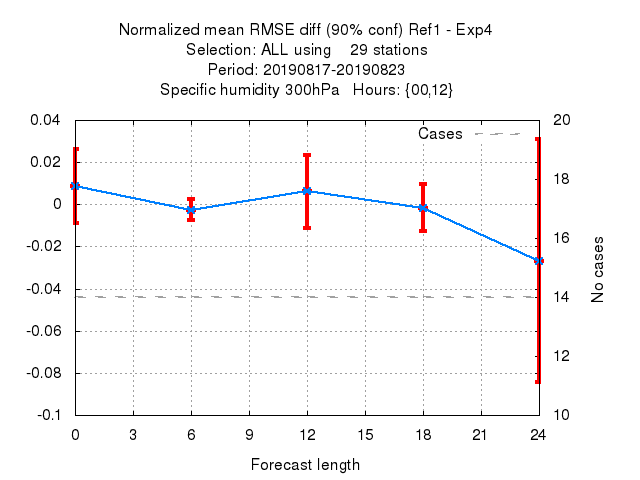 Normalized mean RMSE diff (90% conf) Ref1 - Exp4
Selection: ALL using    29 stations
Period: 20190817-20190823
Specific humidity 300hPa   Hours: {00,12}
Cases
0.04
0.02
0
-0.02
-0.04
-0.06
-0.08
-0.1
20
18
16
14
12
10
No cases
0 3 6 9 12 15 18 21 24
Forecast length